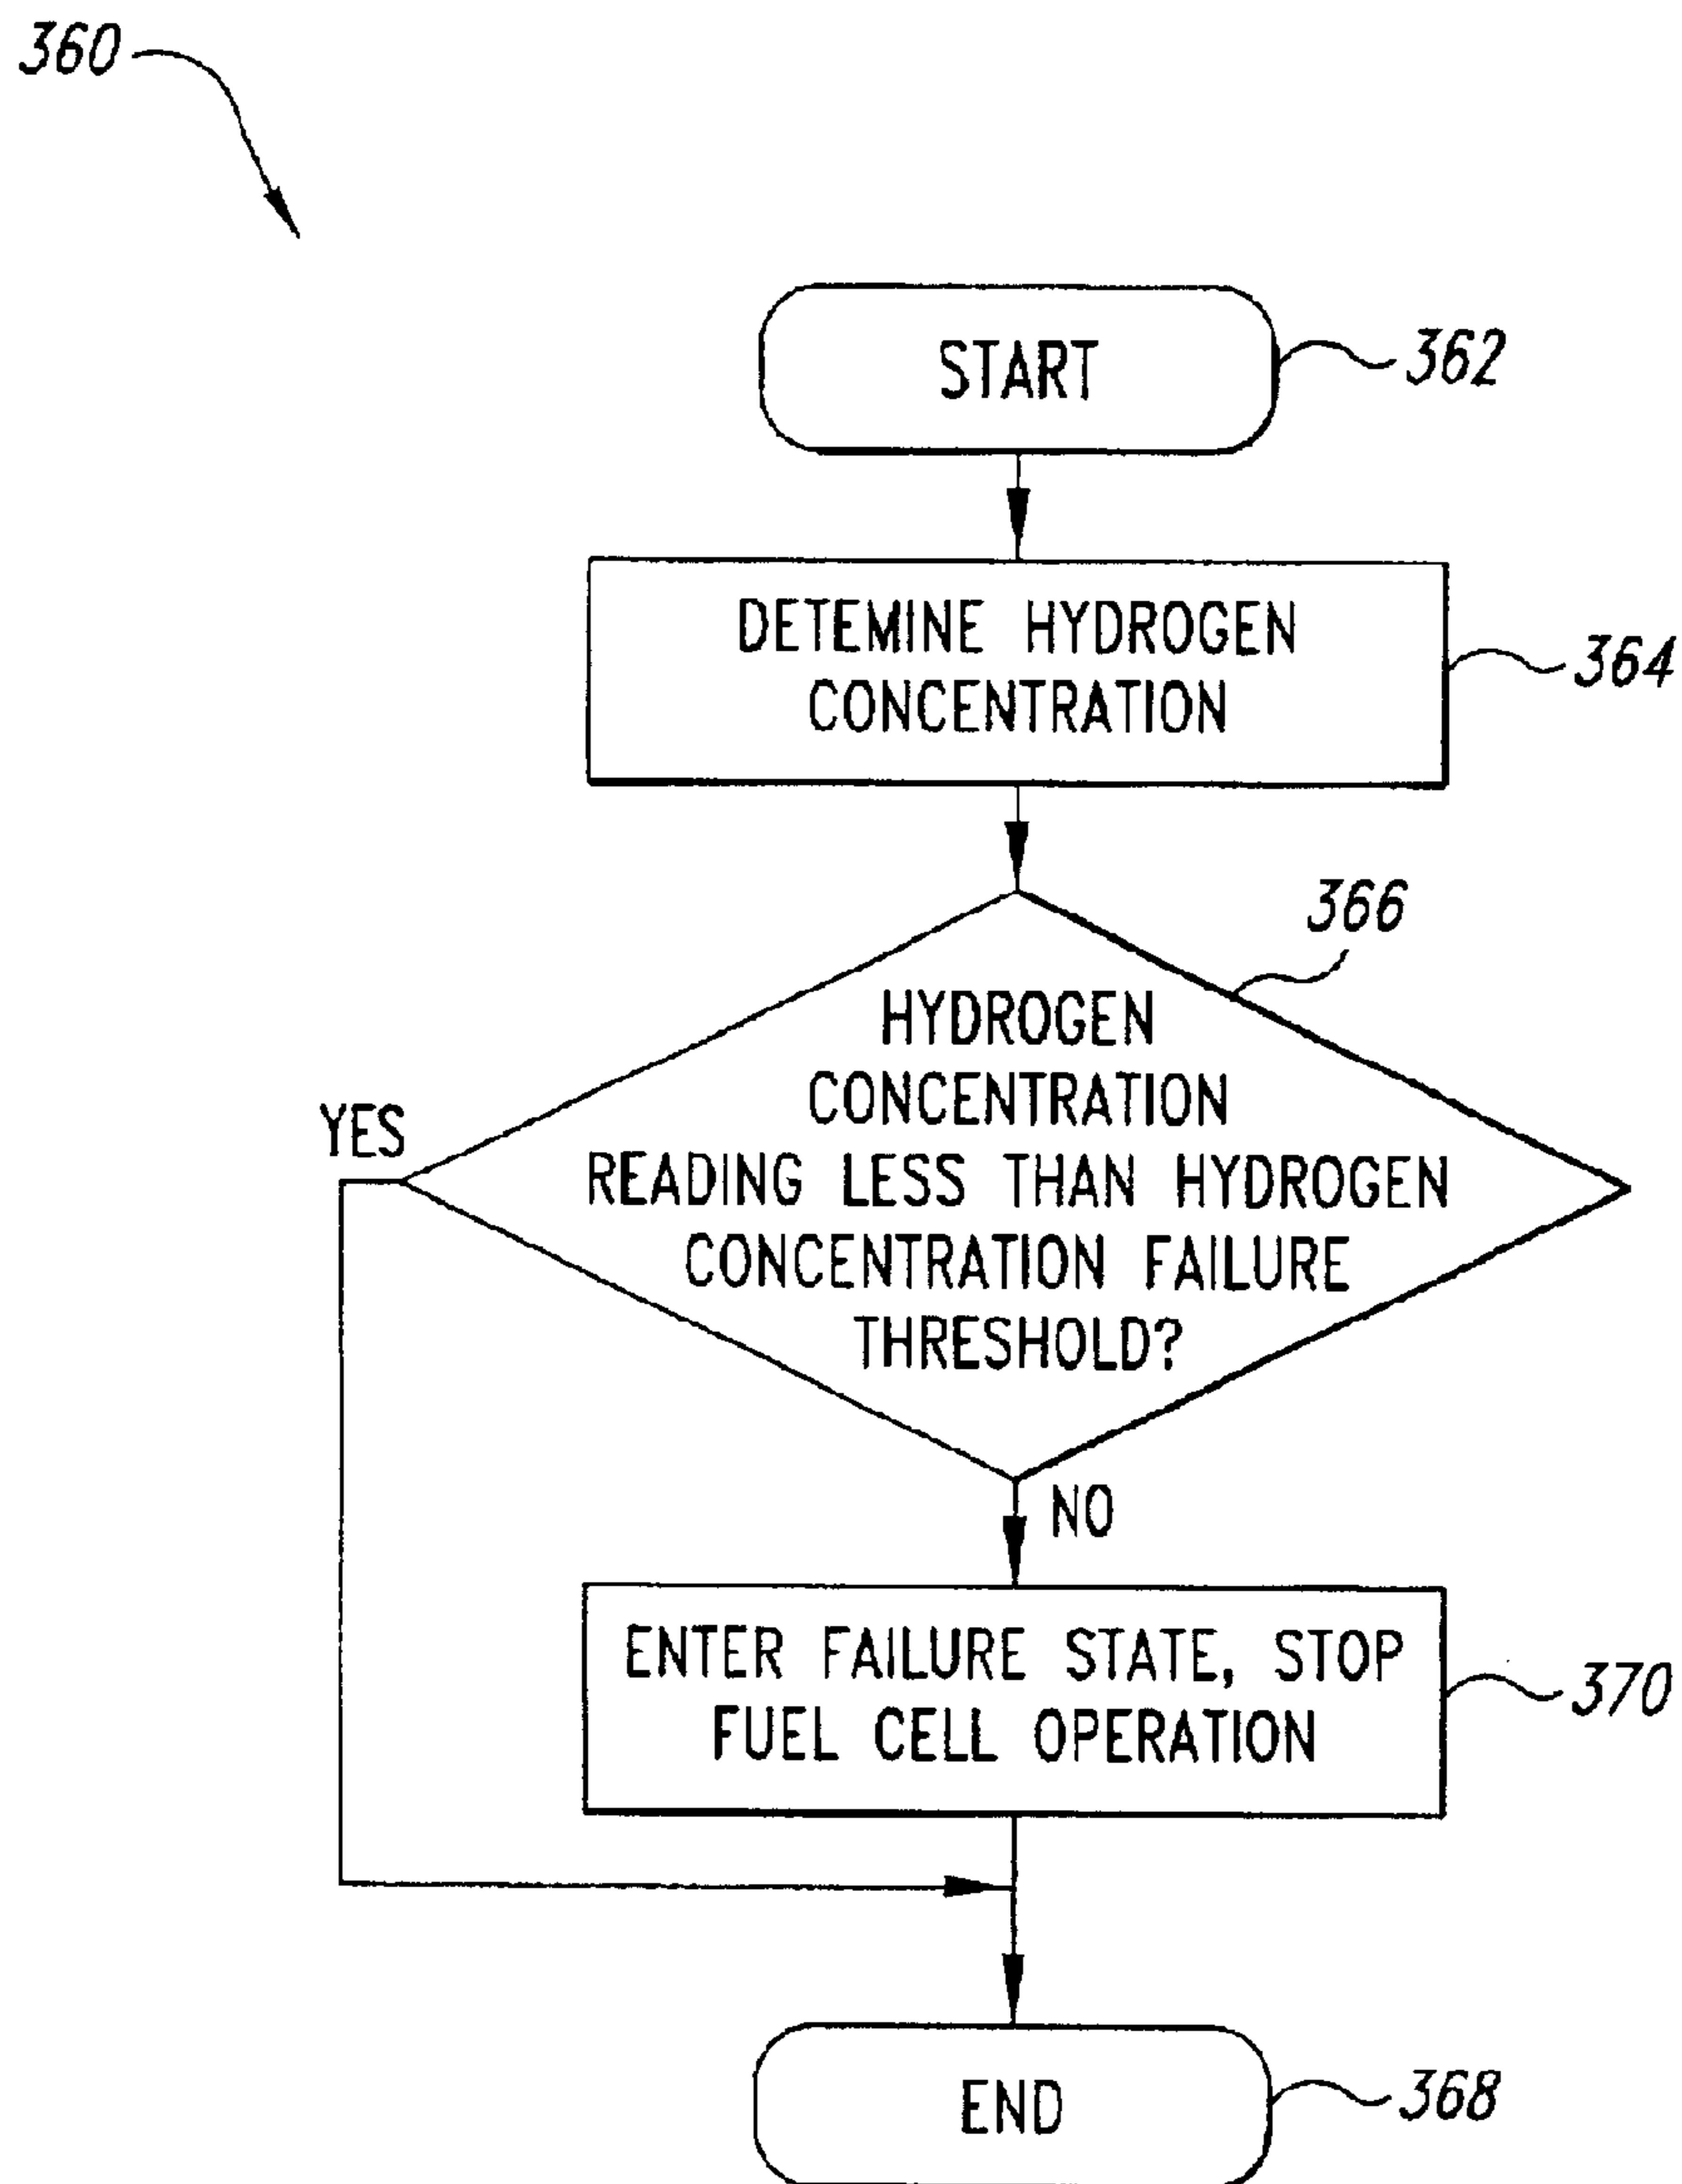 360
START
362
DETEMINE HYDROGEN
CONCENTRATION
364
366
HYDROGEN
CONCENTRATION
READING LESS THAN HYDROGEN
CONCENTRATION FAILURE
THRESHOLD?
YES
NO
ENTER FAILURE STATE, STOP
FUEL CELL OPERATION
370
END
368